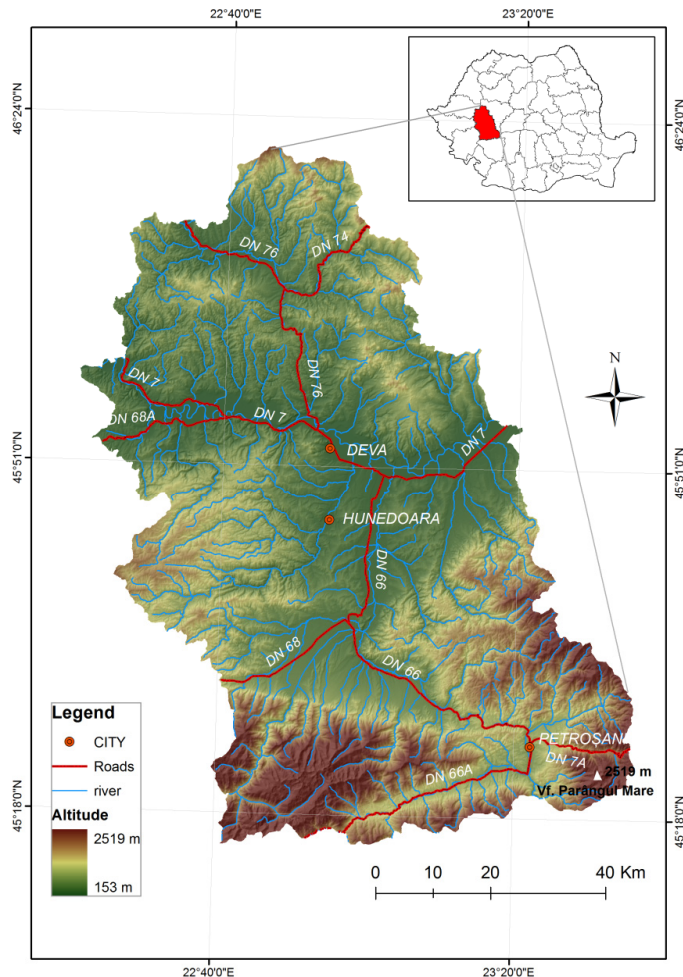 22°40'0"E
23°20'0"E
46°24'0"N
46°24'0"N
DN 76
DN 74
DN 76
N
DN 7
DN 68A
DN 7
DN 7
DEVA
45°51'0"N
45°51'0"N
HUNEDOARA
DN 66
DN 68
DN 66
Legend
CITY
Roads
river
Altitude
2519 m
153 m
PETROȘANI
DN 7A
DN 66A
2519 m
Vf. Parângul Mare
45°18'0"N
45°18'0"N
0 10 20 40 Km
22°40'0"E
23°20'0"E